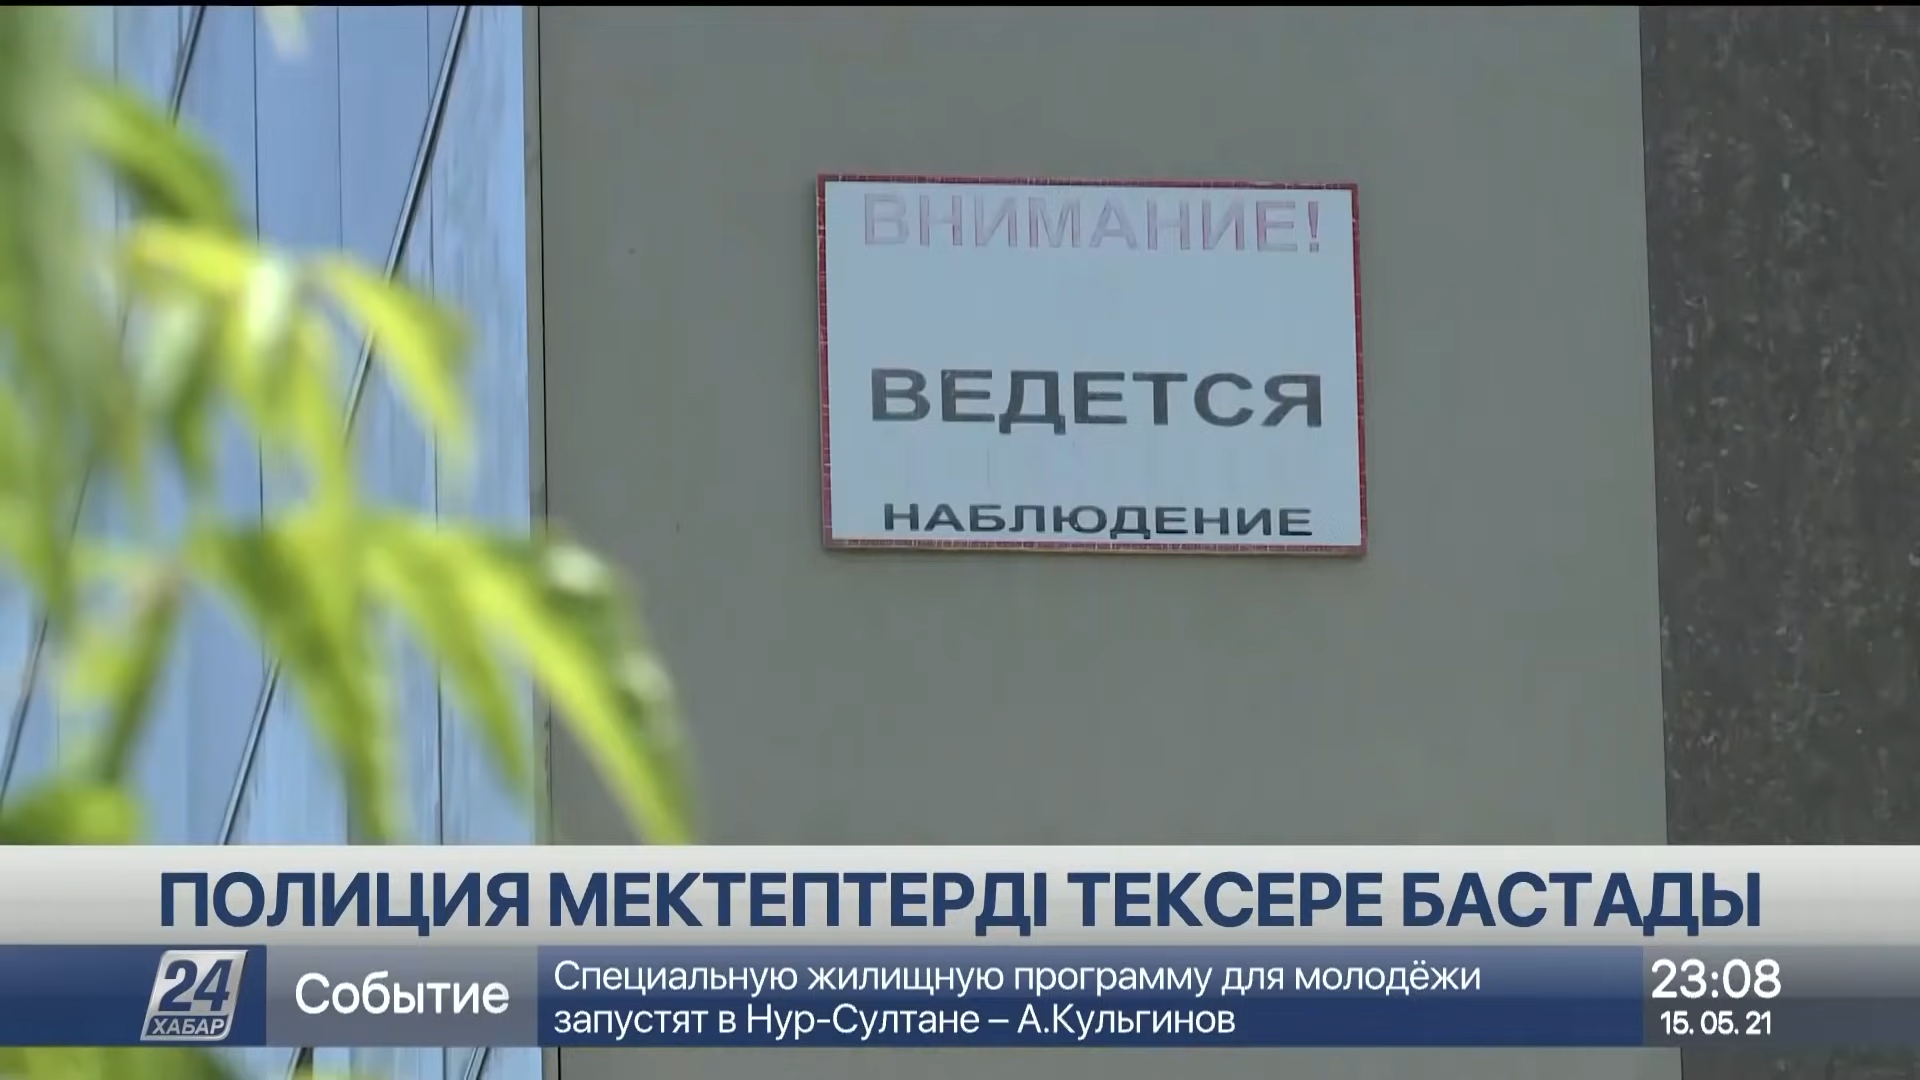 ВНИМАНИЕ!
ВЕДЕТСЯ
НАБЛЮДЕНИЕ
ПОЛИЦИЯ МЕКТЕПТЕРДІ ТЕКСЕРЕ БАСТАДЫ
24
ХАБАР
Событие
Специальную жилищную программу для молодёжи
запустят в Нур-Султане – А.Кульгинов
23:08
15. 05. 21